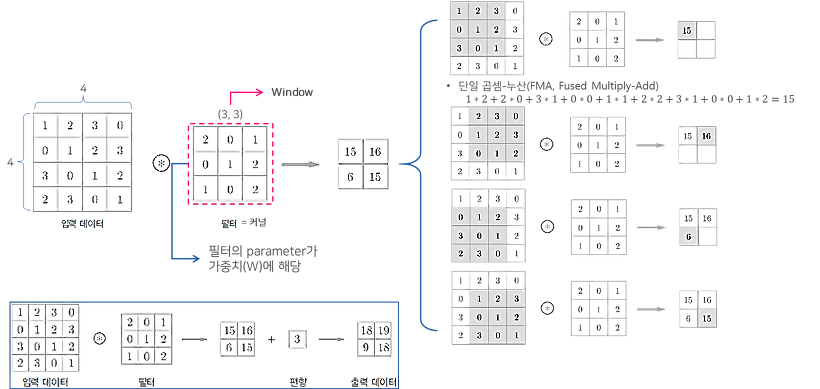 4
4
1 2 3 0
0 1 2 3
3 0 1 2
2 3 0 1
입력 데이터
*
Window
(3, 3)
2 0 1
0 1 2
1 0 2
필터 = 커널
필터의 parameter가
가중치(W)에 해당
15 16
6 15
1 2 3 0
0 1 2 3
3 0 1 2
2 3 0 1
*
2 0 1
0 1 2
1 0 2
15
• 단일 곱셈-누산(FMA, Fused Multiply-Add)
1 * 2 + 2 * 0 + 3 * 1 + 0 * 0 + 1 * 1 + 2 * 2 + 3 * 1 + 0 * 0 + 1 * 2 = 15
1 2 3 0
0 1 2 3
3 0 1 2
2 3 0 1
*
2 0 1
0 1 2
1 0 2
15 16
1 2 3 0
0 1 2 3
3 0 1 2
2 3 0 1
*
2 0 1
0 1 2
1 0 2
15 16
6
1 2 3 0
0 1 2 3
3 0 1 2
2 3 0 1
*
2 0 1
0 1 2
1 0 2
15 16
6 15
1 2 3 0
0 1 2 3
3 0 1 2
2 3 0 1
입력 데이터
*
2 0 1
0 1 2
1 0 2
필터
15 16
6 15
+
3
편향
18 19
9 18
출력 데이터